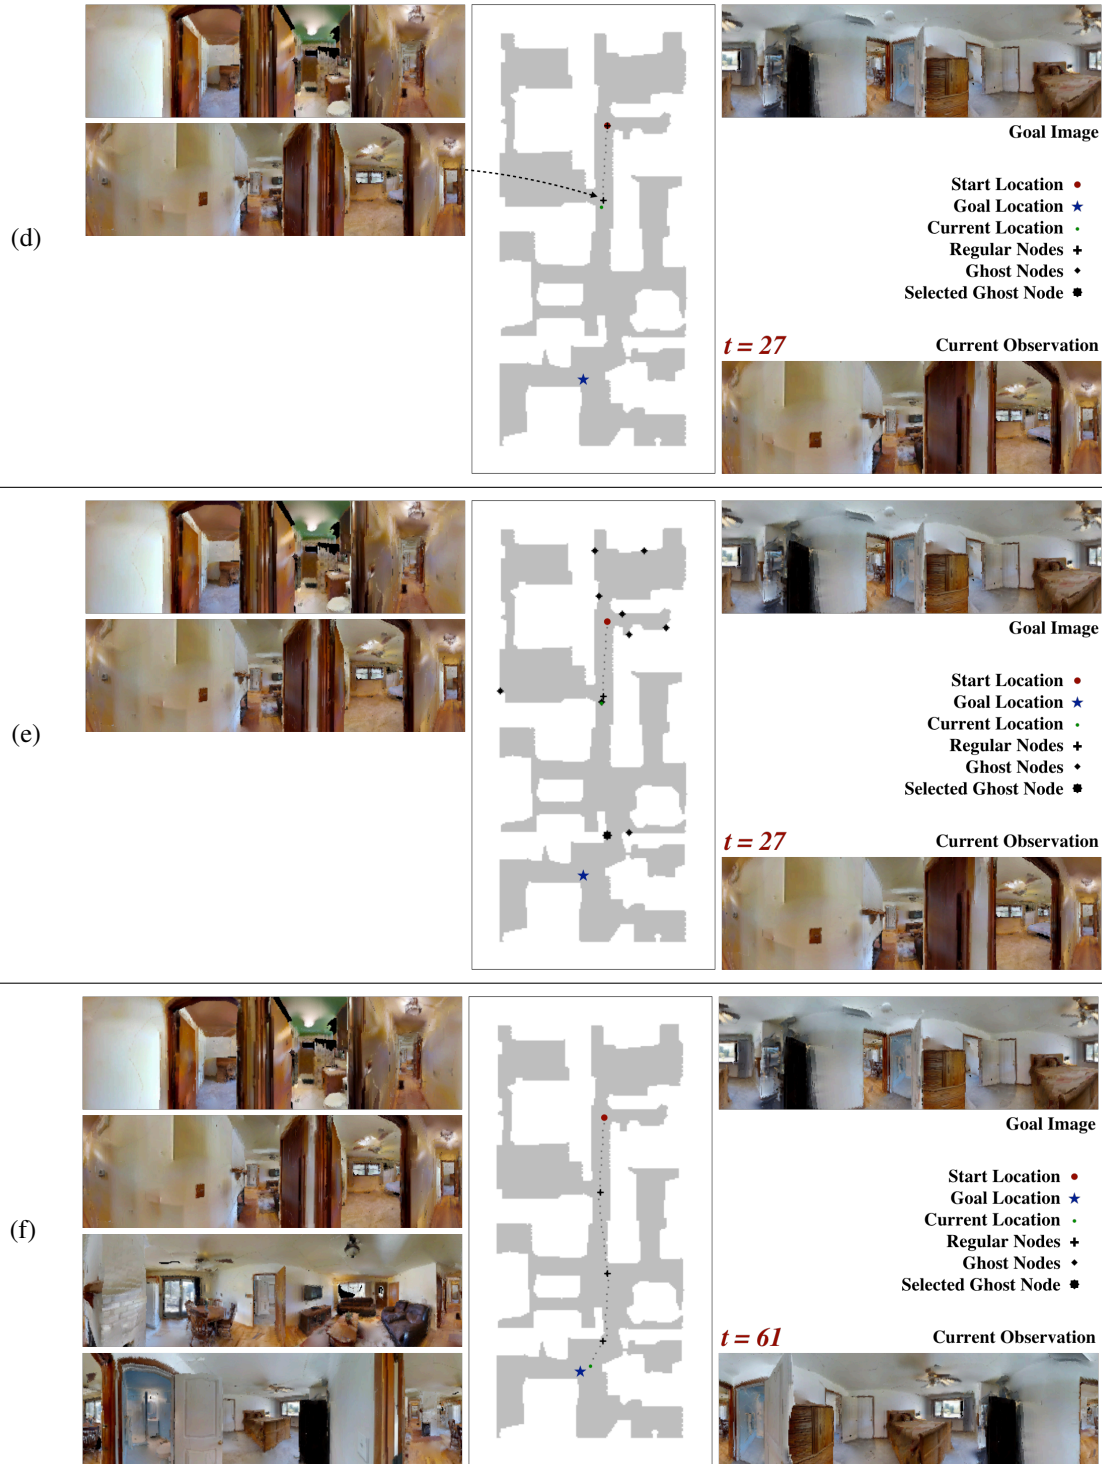 (d)
Goal Image
Start Location
Goal Location
Current Location
Regular Nodes
Ghost Nodes
Selected Ghost Node
t = 27 Current Observation
(e)
Goal Image
Start Location
Goal Location
Current Location
Regular Nodes
Ghost Nodes
Selected Ghost Node
t = 27 Current Observation
(f)
Goal Image
Start Location
Goal Location
Current Location
Regular Nodes
Ghost Nodes
Selected Ghost Node
t = 61 Current Observation